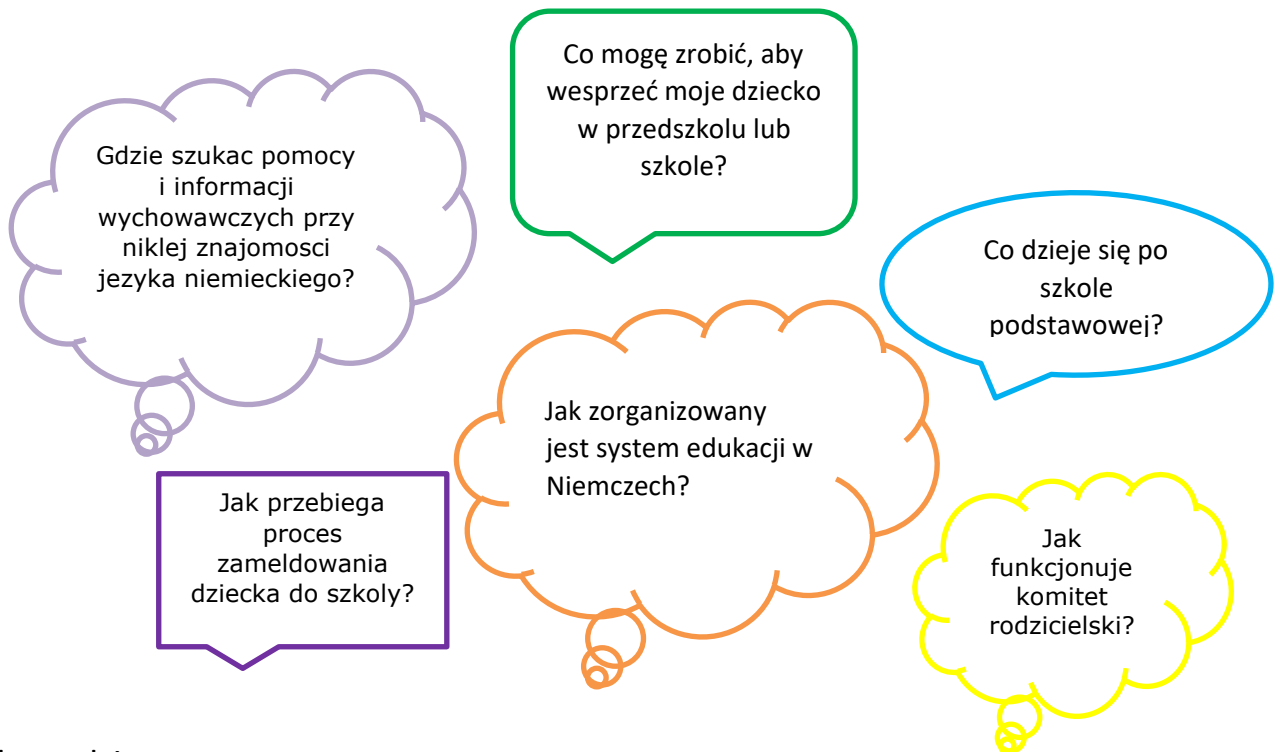 Co mogę zrobić, aby
wesprzeć moje dziecko
w przedszkolu lub
szkole?
Gdzie szukac pomocy
i informacji
wychowawczych przy
niklej znajomosci
jezyka niemieckiego?
Co dzieje się po
szkole
podstawowej?
Jak zorganizowany
jest system edukacji w
Niemczech?
Jak przebiega
proces
zameldowania
dziecka do szkoly?
Jak
funkcjonuje
komitet
rodzicielski?